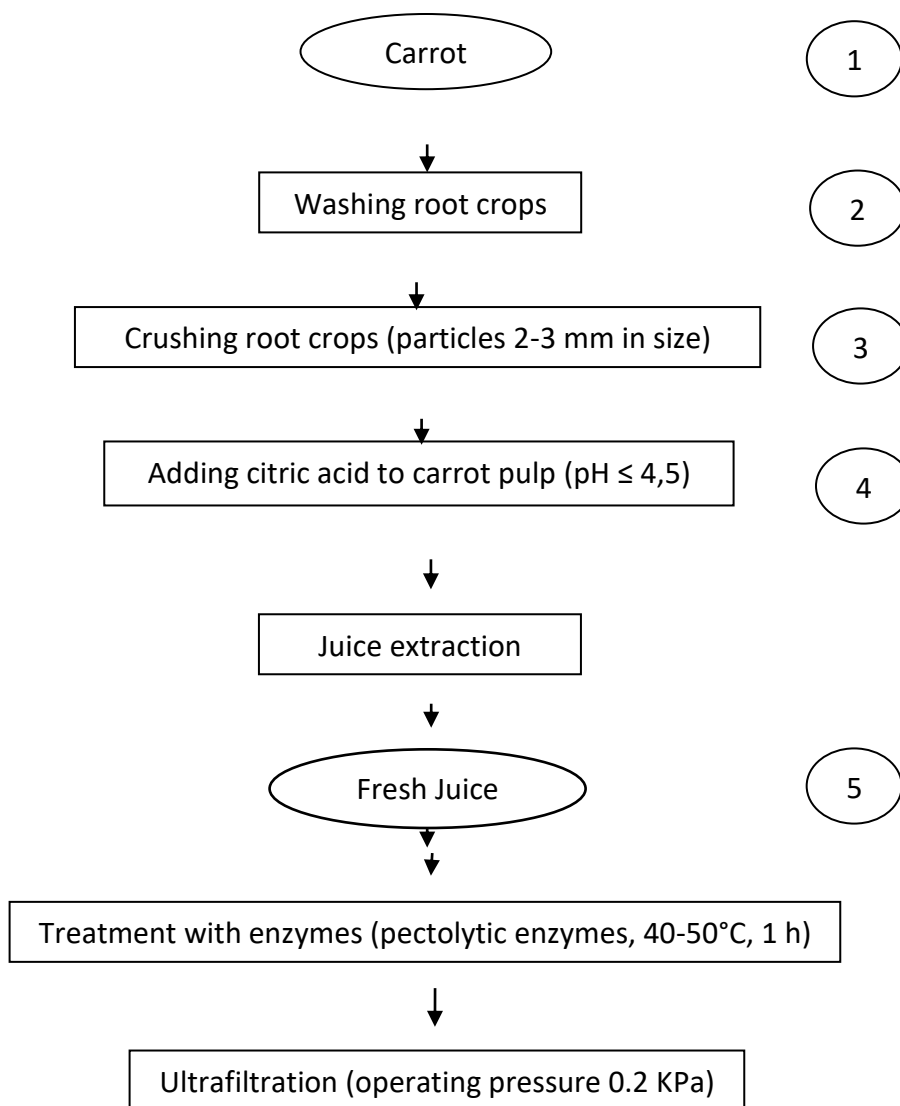 Carrot
1
Washing root crops
2
Crushing root crops (particles 2-3 mm in size)
3
Adding citric acid to carrot pulp (pH ≤ 4,5)
4
Juice extraction
Fresh Juice
5
Treatment with enzymes (pectolytic enzymes, 40-50°C, 1 h)
Ultrafiltration (operating pressure 0.2 KPa)